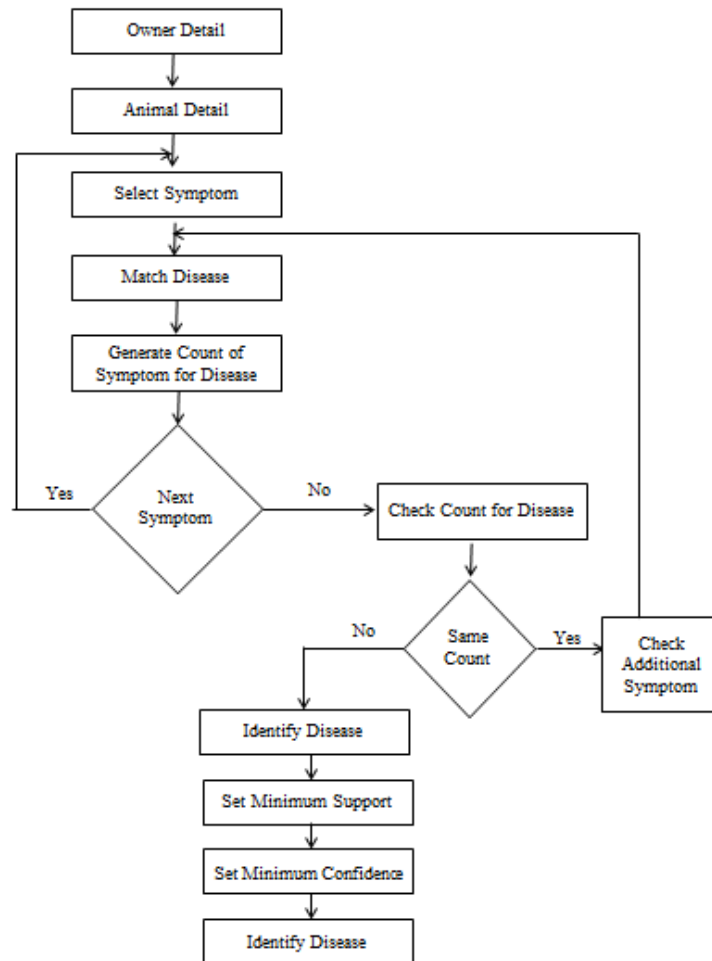 Owner Detail
Animal Detail
Select Symptom
Match Disease
Generate Count of
Symptom for Disease
Yes
Next
Symptom
No
Check Count for Disease
No
Same
Count
Yes
Check
Additional
Symptom
Identify Disease
Set Minimum Support
Set Minimum Confidence
Identify Disease